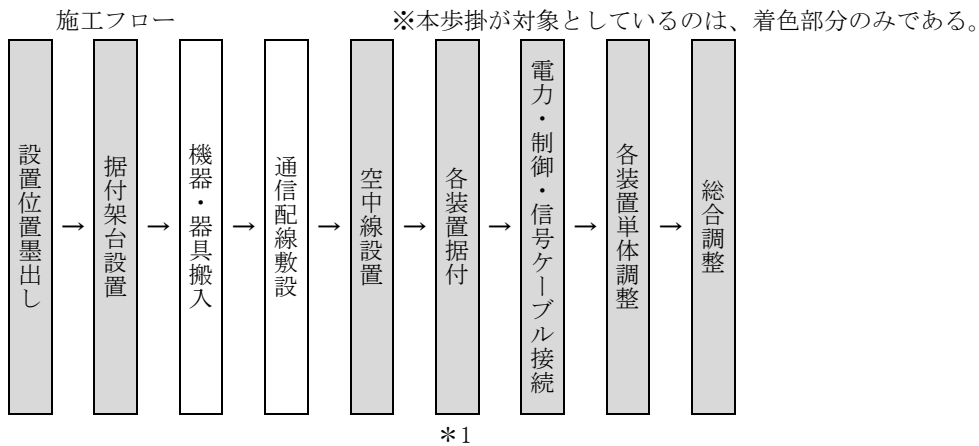 施工フロー
※本歩掛が対象としているのは、着色部分のみである。
設置位置墨出し
→
据付架台設置
→
機器・器具搬入
→
通信配線敷設
→
空中線設置
→
各装置据付
→
電力・制御・信号ケーブル接続
→
各装置単体調整
→
総合調整
＊1